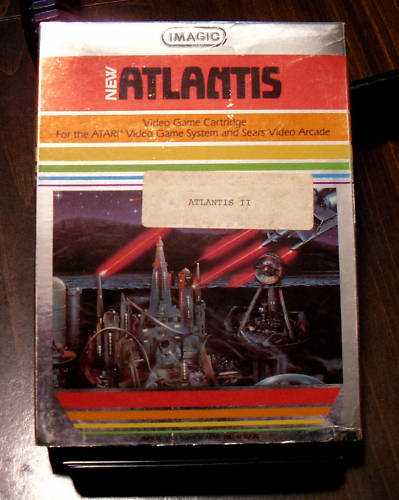 IMAGIC
NEW ATLANTIS
Video Game Cartridge
For the ATARI® Video Game System and Sears Video Arcade
ATLANTIS II